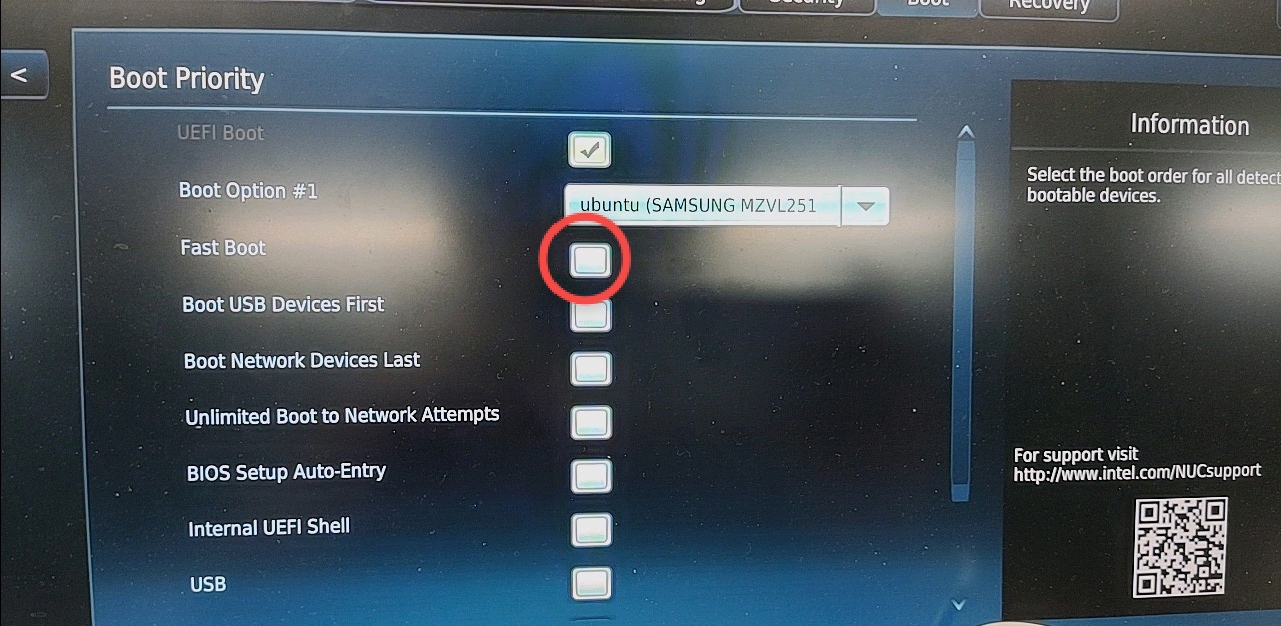 Security
Boot
Recovery
<
Boot Priority
UEFI Boot
Boot Option #1
ubuntu (SAMSUNG MZVL251
Fast Boot
Boot USB Devices First
Boot Network Devices Last
Unlimited Boot to Network Attempts
BIOS Setup Auto-Entry
Internal UEFI Shell
USB
Information
Select the boot order for all detect
bootable devices.
For support visit
http://www.intel.com/NUCsupport